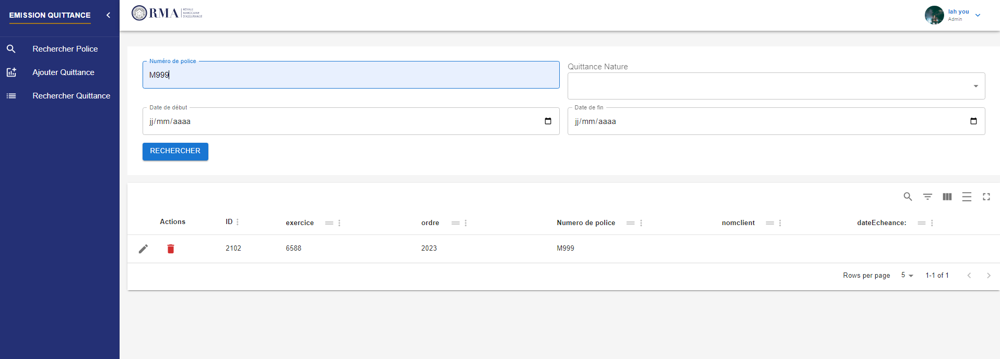 EMISSION QUITTANCE
Rechercher Police
Ajouter Quittance
Rechercher Quittance
RMA
ROYALE
MAROCAINE
D'ASSURANCE
lah you
Admin
Numéro de police
M999
Quittance Nature
Date de début
jj/mm/aaaa
Date de fin
jj/mm/aaaa
RECHERCHER
Actions ID exercice ordre Numero de police nomclient dateEcheance:
2102 6588 2023 M999
Rows per page 5 1-1 of 1